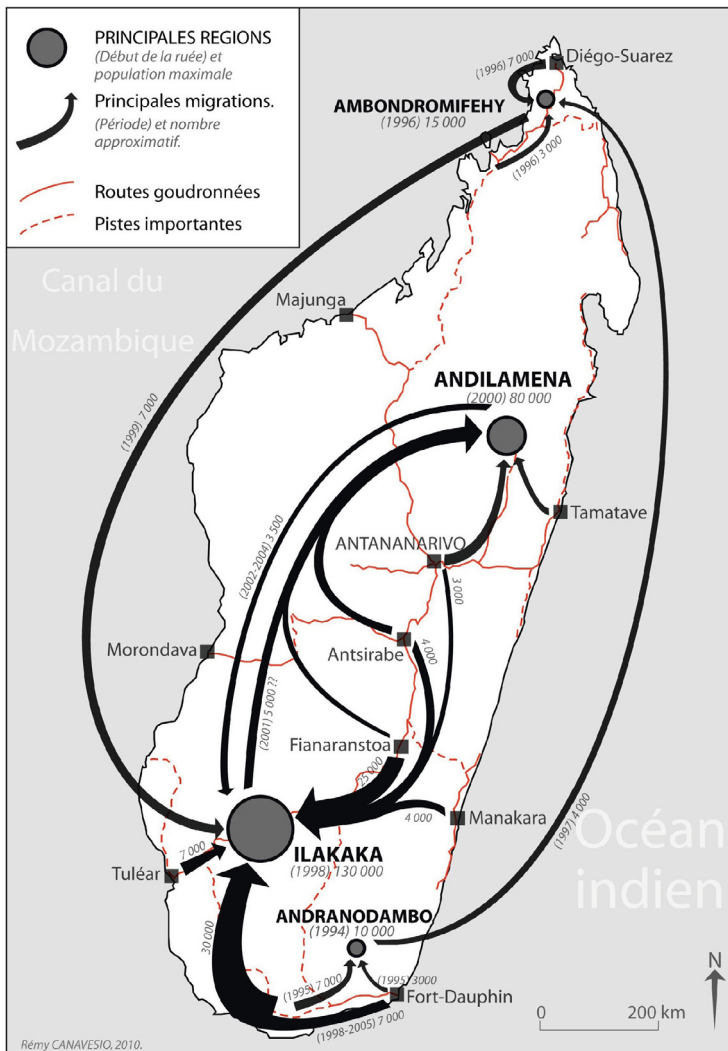 PRINCIPALES REGIONS
(Début de la ruée) et
population maximale
Principales migrations.
(Période) et nombre
approximatif.
Routes goudronnées
Pistes importantes
(1996) 7 000
Diégo-Suarez
AMBONDROMIFEHY
(1996) 15 000
(1996) 3 000
Canal du
Mozambique
Majunga
ANDILAMENA
(2000) 80 000
(1999) 7 000
Tamatave
ANTANANARIVO
(2002-2004) 3 500
3 000
Morondava
Antsirabe
4 000
(2001) 5 000 ??
Fianaranstoa
25 000
4 000
Manakara
(1997) 4 000
Océan
indien
7 000
Tuléar
ILAKAKA
(1998) 130 000
ANDRANODAMBO
(1994) 10 000
30 000
(1995) 7 000
(1995) 3000
Fort-Dauphin
(1998-2005) 7 000
N
0 200 km
Rémy CANAVESIO, 2010.